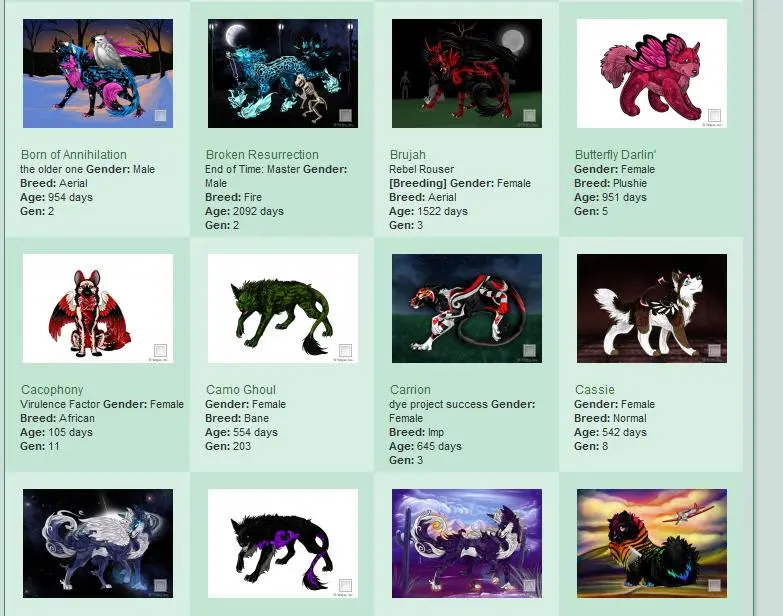 Born of Annihilation
the older one Gender: Male
Breed: Aerial
Age: 954 days
Gen: 2
Broken Resurrection
End of Time: Master Gender:
Male
Breed: Fire
Age: 2092 days
Gen: 2
Brujah
Rebel Rouser
[Breeding] Gender: Female
Breed: Aerial
Age: 1522 days
Gen: 3
Butterfly Darlin'
Gender: Female
Breed: Plushie
Age: 951 days
Gen: 5
Cacophony
Virulence Factor Gender: Female
Breed: African
Age: 105 days
Gen: 11
Camo Ghoul
Gender: Female
Breed: Bane
Age: 554 days
Gen: 203
Carrion
dye project success Gender:
Female
Breed: Imp
Age: 645 days
Gen: 3
Cassie
Gender: Female
Breed: Normal
Age: 542 days
Gen: 8